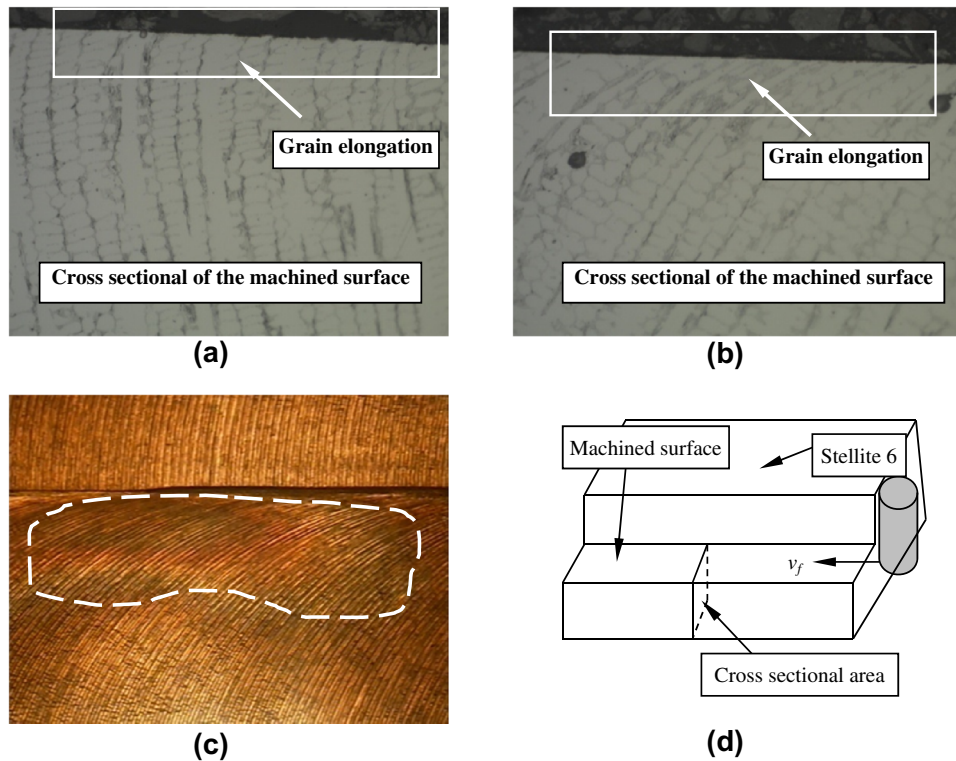 Grain elongation
Cross sectional of the machined surface
(a)
Grain elongation
Cross sectional of the machined surface
(b)
(c)
Machined surface
Stellite 6
v_f
Cross sectional area
(d)